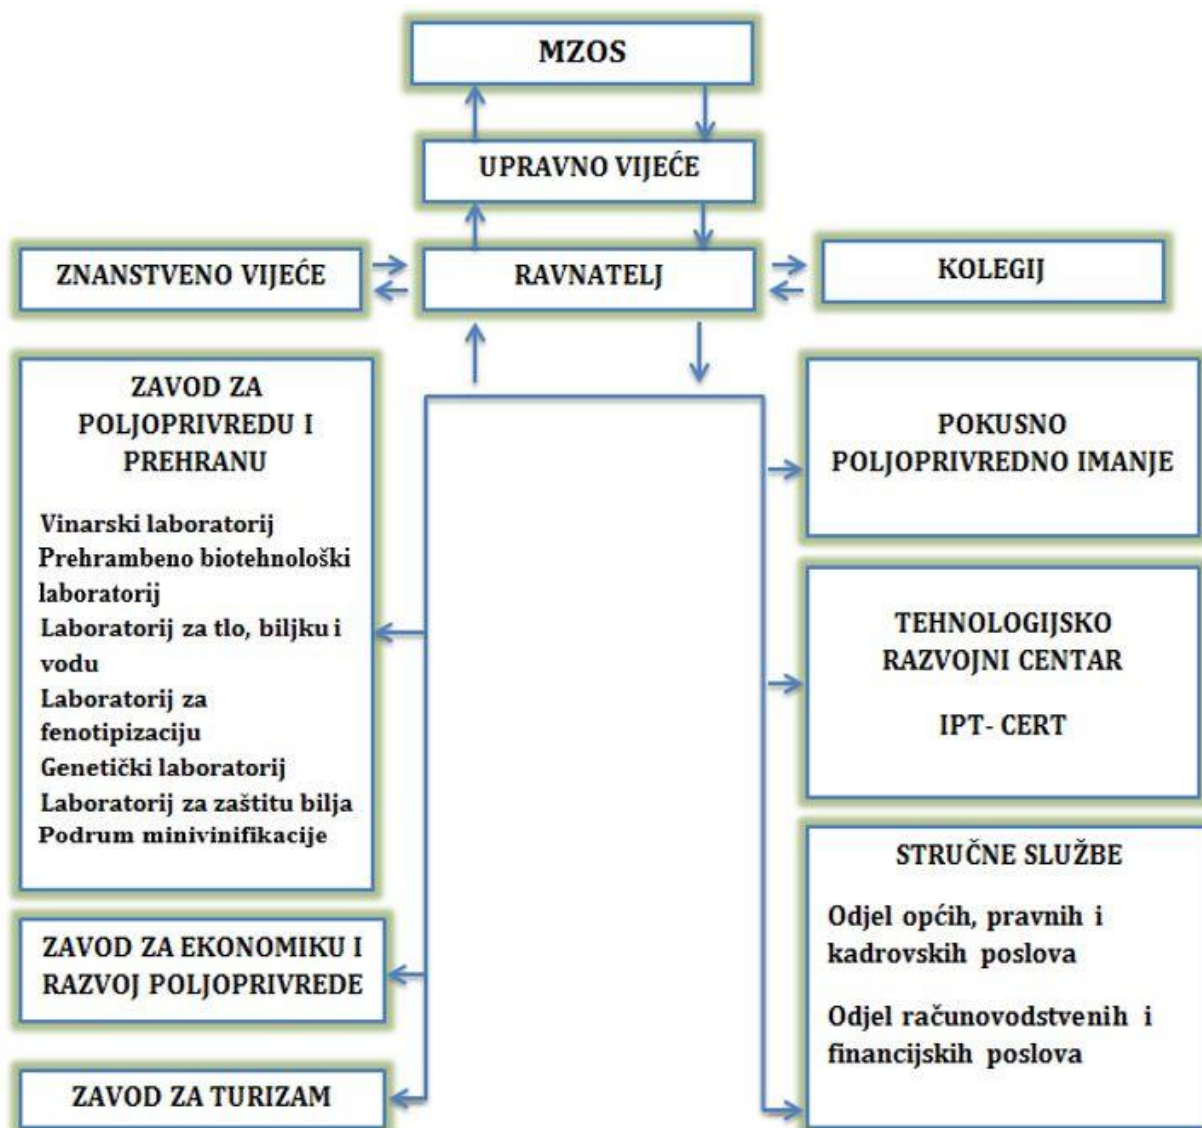 MZOS
UPRAVNO VIJEĆE
ZNANSTVENO VIJEĆE
RAVNATELJ
KOLEGIJ
ZAVOD ZA
POLJOPRIVREDU I
PREHRANU
Vinarski laboratorij
Prehrambeno biotehnološki
laboratorij
Laboratorij za tlo, biljku i
vodu
Laboratorij za
fenotipizaciju
Genetički laboratorij
Laboratorij za zaštitu bilja
Podrum minivinifikacije
ZAVOD ZA EKONOMIKU I
RAZVOJ POLJOPRIVREDE
ZAVOD ZA TURIZAM
POKUSNO
POLJOPRIVREDNO IMANJE
TEHNOLOGIJSKO
RAZVOJNI CENTAR
IPT- CERT
STRUČNE SLUŽBE
Odjel općih, pravnih i
kadrovskih poslova
Odjel računovodstvenih i
financijskih poslova